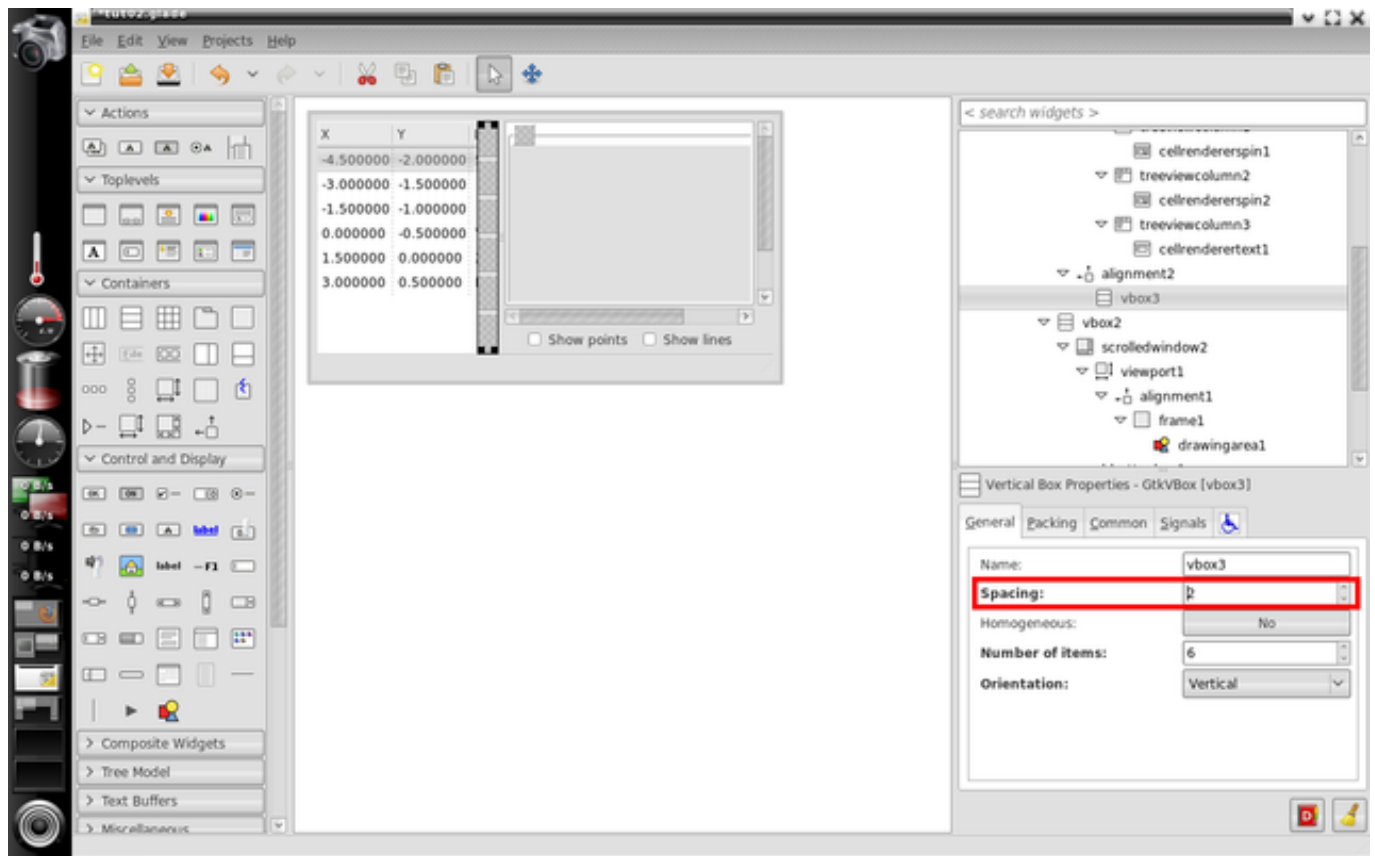 *tuto2.glade
File Edit View Projects Help
Actions
Toplevels
Containers
Control and Display
label
label
Composite Widgets
Tree Model
Text Buffers
Miscellaneous
X Y
-4.500000 -2.000000
-3.000000 -1.500000
-1.500000 -1.000000
0.000000 -0.500000
1.500000 0.000000
3.000000 0.500000
Show points Show lines
< search widgets >
cellrendererspin1
treeviewcolumn2
cellrendererspin2
treeviewcolumn3
cellrenderertext1
alignment2
vbox3
vbox2
scrolledwindow2
viewport1
alignment1
frame1
drawingarea1
Vertical Box Properties - GtkVBox [vbox3]
General Packing Common Signals
Name: vbox3
Spacing: 2
Homogeneous: No
Number of items: 6
Orientation: Vertical
0 B/s
0 B/s
0 B/s
0 B/s